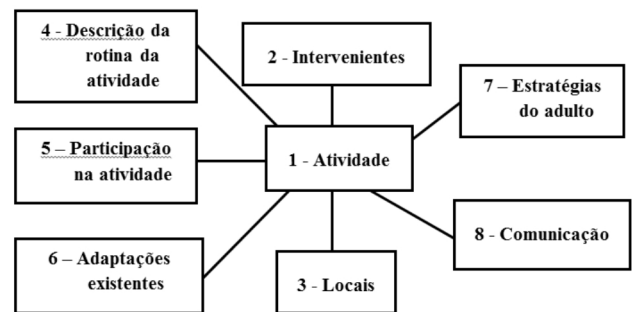 4 - Descrição da
rotina da
atividade
2 - Intervenientes
7 – Estratégias
do adulto
5 – Participação
na atividade
1 - Atividade
8 - Comunicação
6 – Adaptações
existentes
3 - Locais